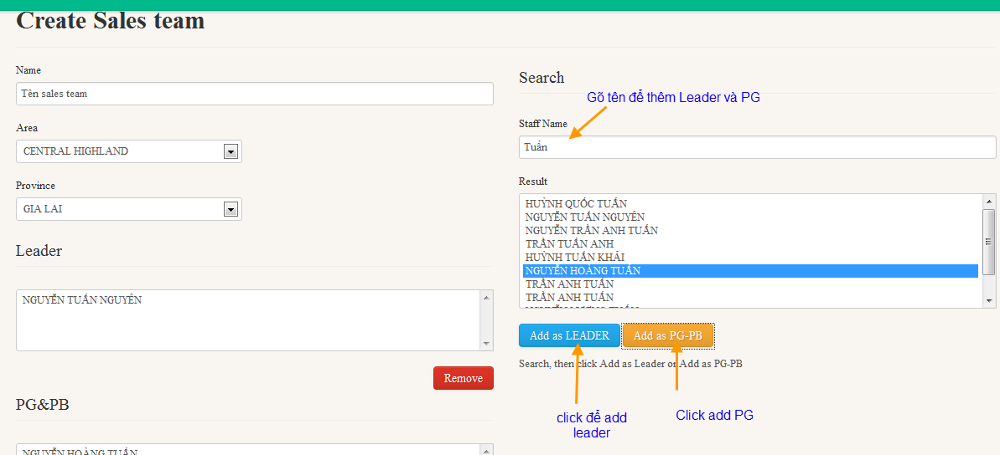 Create Sales team
Name
Tên sales team
Area
CENTRAL HIGHLAND
Province
GIA LAI
Leader
NGUYỄN TUẤN NGUYÊN
Remove
PG&PB
NGUYỄN HOÀNG TUẤN
Search
Gõ tên để thêm Leader và PG
Staff Name
Tuấn
Result
HUỲNH QUỐC TUẤN
NGUYỄN TUẤN NGUYÊN
NGUYỄN TRẦN ANH TUẤN
TRẦN TUẤN ANH
HUỲNH TUẤN KHẢI
NGUYỄN HOÀNG TUẤN
TRẦN ANH TUẤN
TRẦN ANH TUẤN
Add as LEADER
Add as PG-PB
Search, then click Add as Leader or Add as PG-PB
click để add
leader
Click add PG